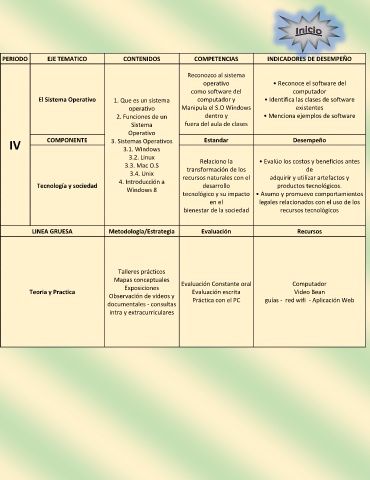 Inicio
PERIODO EJE TEMATICO CONTENIDOS COMPETENCIAS INDICADORES DE DESEMPEÑO
IV
El Sistema Operativo
1. Que es un sistema
operativo
2. Funciones de un
Sistema
Operativo
3. Sistemas Operativos
3.1. Windows
3.2. Linux
3.3. Mac O.S
3.4. Unix
4. Introducción a
Windows 8
Reconozco al sistema
operativo
como software del
computador y
Manipula el S.O Windows
dentro y
fuera del aula de clases
• Reconoce el software del
computador
• Identifica las clases de software
existentes
• Menciona ejemplos de software
COMPONENTE Estandar Desempeño
Tecnología y sociedad
Relaciono la
transformación de los
recursos naturales con el
desarrollo
tecnológico y su impacto
en el
bienestar de la sociedad
• Evalúo los costos y beneficios antes
de
adquirir y utilizar artefactos y
productos tecnológicos.
• Asumo y promuevo comportamientos
legales relacionados con el uso de los
recursos tecnológicos
LINEA GRUESA Metodología/Estrategia Evaluación Recursos
Teoria y Practica
Talleres prácticos
Mapas conceptuales
Exposiciones
Observación de videos y
documentales - consultas
intra y extracurriculares
Evaluación Constante oral
Evaluación escrita
Práctica con el PC
Computador
Video Bean
guías - red wifi - Aplicación Web